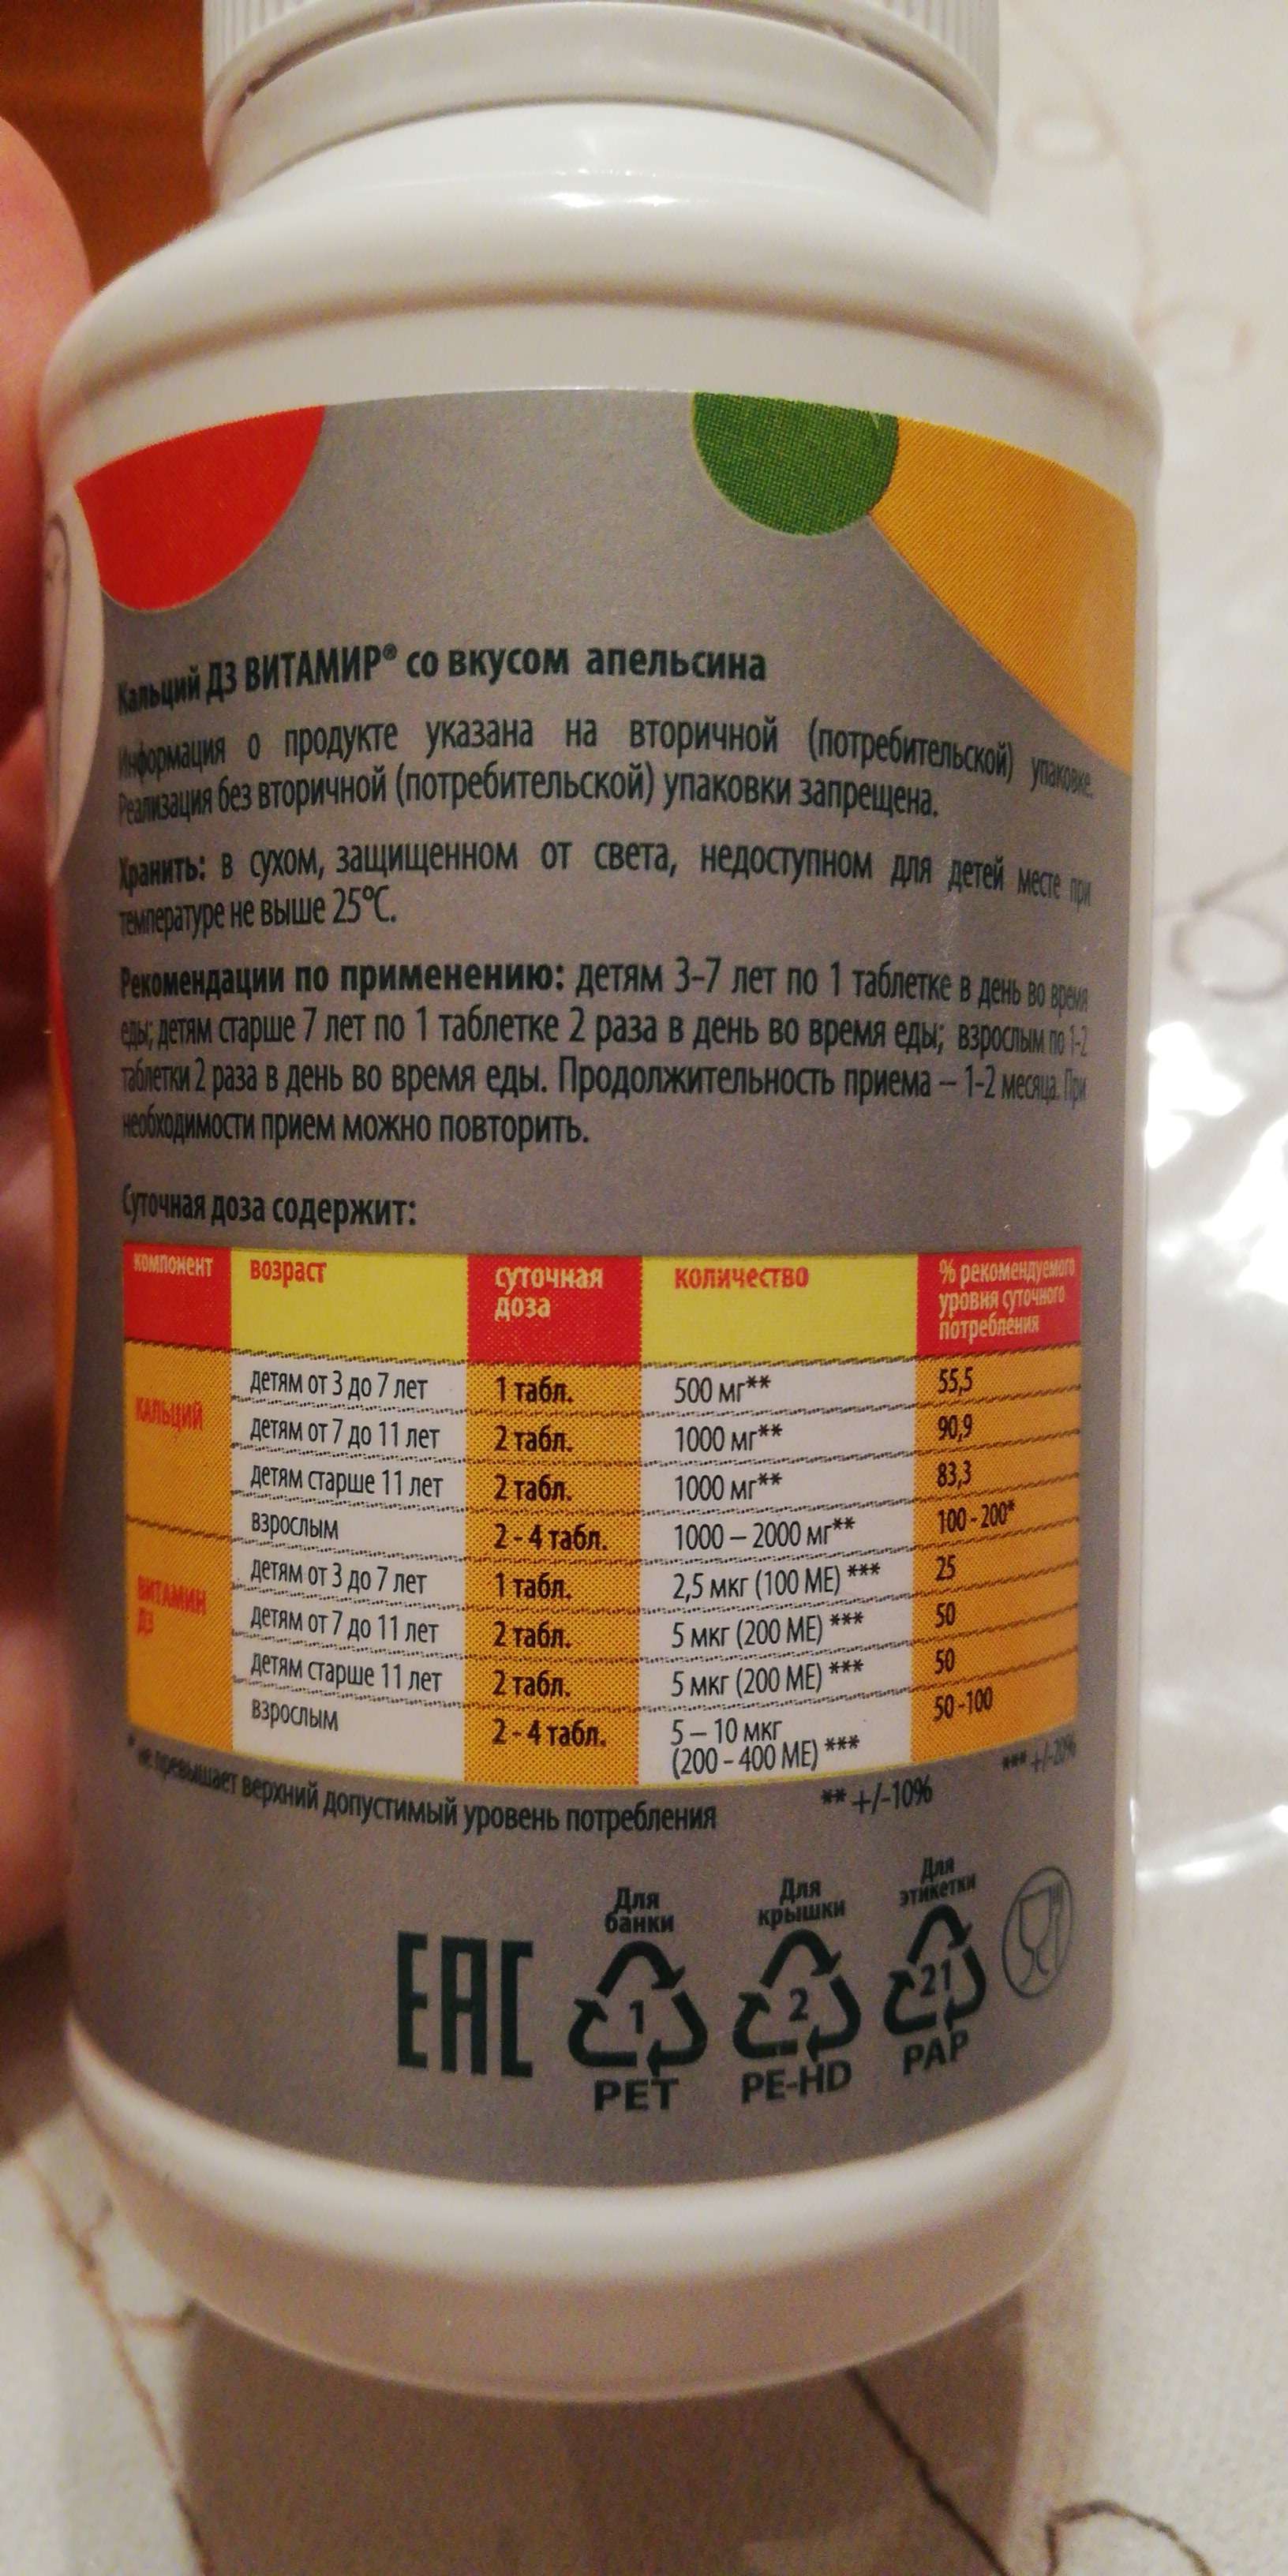 Кальций Д3 ВИТАМИР® со вкусом апельсина
Информация о продукте указана на вторичной (потребительской) упаковке.
Реализация без вторичной (потребительской) упаковки запрещена.
Хранить: в сухом, защищенном от света, недоступном для детей месте при
температуре не выше 25°С.
Рекомендации по применению: детям 3-7 лет по 1 таблетке в день во время
еды; детям старше 7 лет по 1 таблетке 2 раза в день во время еды; взрослым по 1-2
таблетки 2 раза в день во время еды. Продолжительность приема – 1-2 месяца. При
необходимости прием можно повторить.
Суточная доза содержит:
компонент возраст суточная доза количество % рекомендуемого уровня суточного потребления
КАЛЬЦИЙ
детям от 3 до 7 лет 1 табл. 500 мг** 55,5
детям от 7 до 11 лет 2 табл. 1000 мг** 90,9
детям старше 11 лет 2 табл. 1000 мг** 83,3
взрослым 2 - 4 табл. 1000 – 2000 мг** 100 - 200*
ВИТАМИН Д3
детям от 3 до 7 лет 1 табл. 2,5 мкг (100 МЕ) *** 25
детям от 7 до 11 лет 2 табл. 5 мкг (200 МЕ) *** 50
детям старше 11 лет 2 табл. 5 мкг (200 МЕ) *** 50
взрослым 2 - 4 табл. 5 – 10 мкг (200 - 400 МЕ) *** 50 -100
* не превышает верхний допустимый уровень потребления ** +/-10% *** +/-20%
EAC
Для банки 1 PET
Для крышки 2 PE-HD
Для этикетки 21 PAP